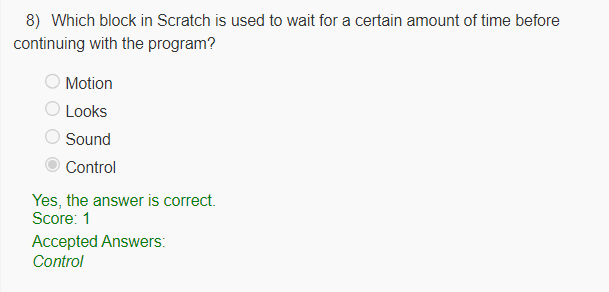 8) Which block in Scratch is used to wait for a certain amount of time before
continuing with the program?
Motion
Looks
Sound
Control
Yes, the answer is correct.
Score: 1
Accepted Answers:
Control